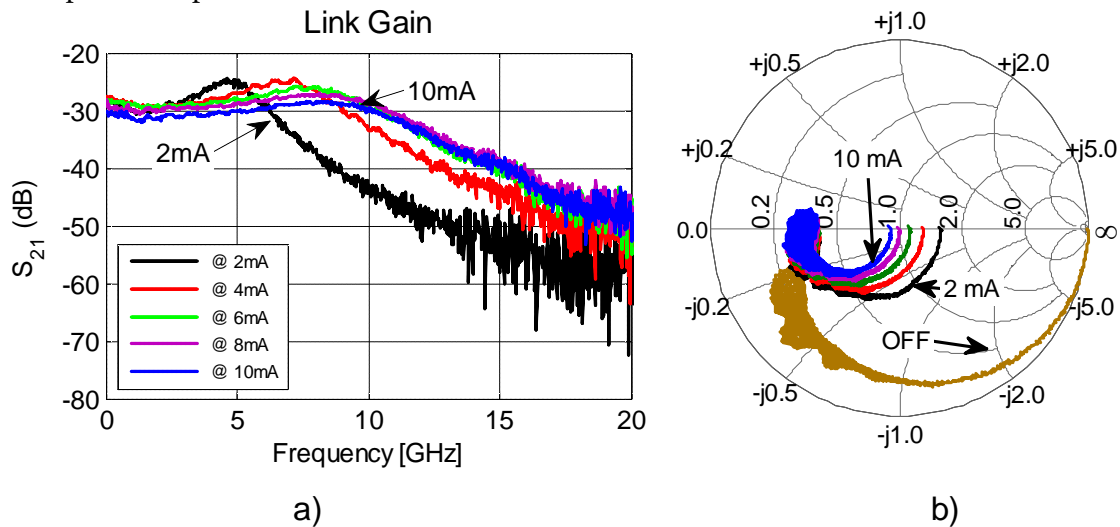 Link Gain
-20
-30
-40
-50
-60
-70
-80
S21 (dB)
10mA
2mA
@ 2mA
@ 4mA
@ 6mA
@ 8mA
@ 10mA
0
5
10
15
20
Frequency [GHz]
a)
+j1.0
+j0.5
+j2.0
+j0.2
+j5.0
10 mA
0.0
0.2
0.5
1.0
2.0
5.0
∞
2 mA
-j0.2
-j5.0
OFF
-j0.5
-j2.0
-j1.0
b)